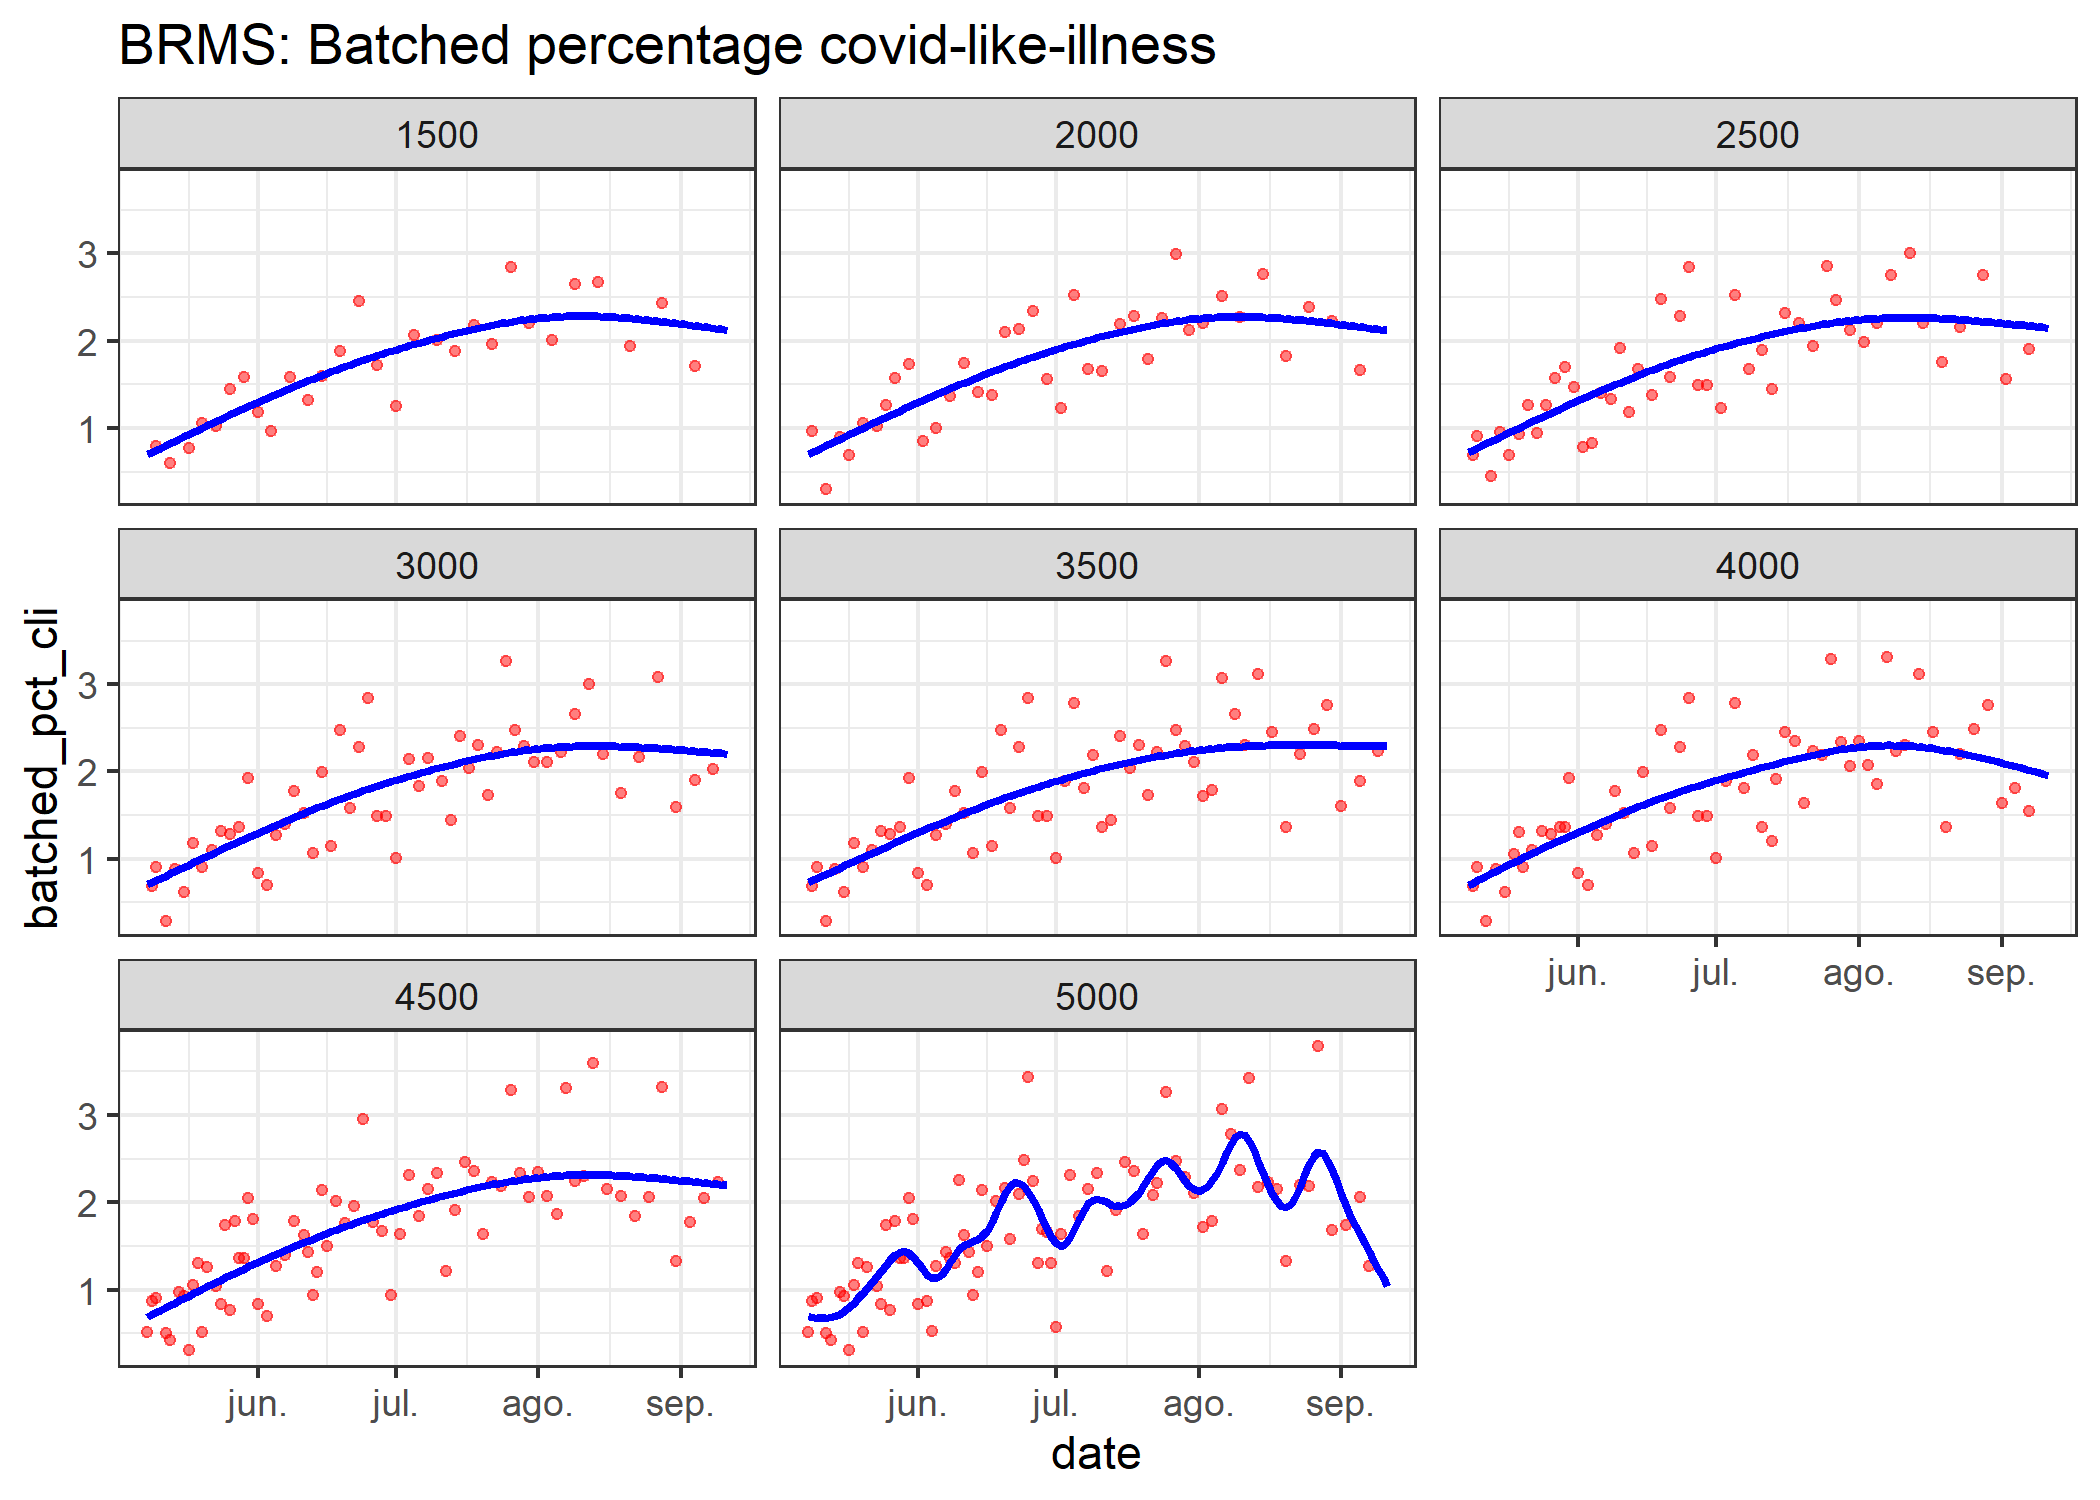 BRMS: Batched percentage covid-like-illness
1500
2000
2500
3
2
1
3000
3500
4000
3
2
1
jun.
jul.
ago.
sep.
4500
5000
3
2
1
jun.
jul.
ago.
sep.
jun.
jul.
ago.
sep.
date
batched_pct_cli